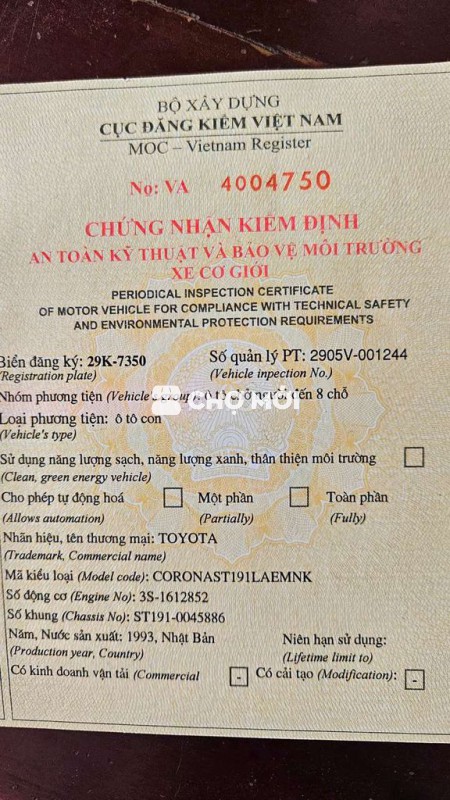 BỘ XÂY DỰNG
CỤC ĐĂNG KIỂM VIỆT NAM
MOC – Vietnam Register
No: VA 4004750
CHỨNG NHẬN KIỂM ĐỊNH
AN TOÀN KỸ THUẬT VÀ BẢO VỆ MÔI TRƯỜNG
XE CƠ GIỚI
PERIODICAL INSPECTION CERTIFICATE
OF MOTOR VEHICLE FOR COMPLIANCE WITH TECHNICAL SAFETY
AND ENVIRONMENTAL PROTECTION REQUIREMENTS
Biển đăng ký: 29K-7350 Số quản lý PT: 2905V-001244
(Registration plate) (Vehicle inspection No.)
Nhóm phương tiện (Vehicle's group): ô tô chở người đến 8 chỗ
CHỢ MỚI
Loại phương tiện: ô tô con
(Vehicle's type)
Sử dụng năng lượng sạch, năng lượng xanh, thân thiện môi trường
(Clean, green energy vehicle)
Cho phép tự động hoá Một phần Toàn phần
(Allows automation) (Partially) (Fully)
Nhãn hiệu, tên thương mại: TOYOTA
(Trademark, Commercial name)
Mã kiểu loại (Model code): CORONAST191LAEMNK
Số động cơ (Engine No): 3S-1612852
Số khung (Chassis No): ST191-0045886
Năm, Nước sản xuất: 1993, Nhật Bản Niên hạn sử dụng:
(Production year, Country) (Lifetime limit to)
Có kinh doanh vận tải (Commercial - Có cải tạo (Modification): -